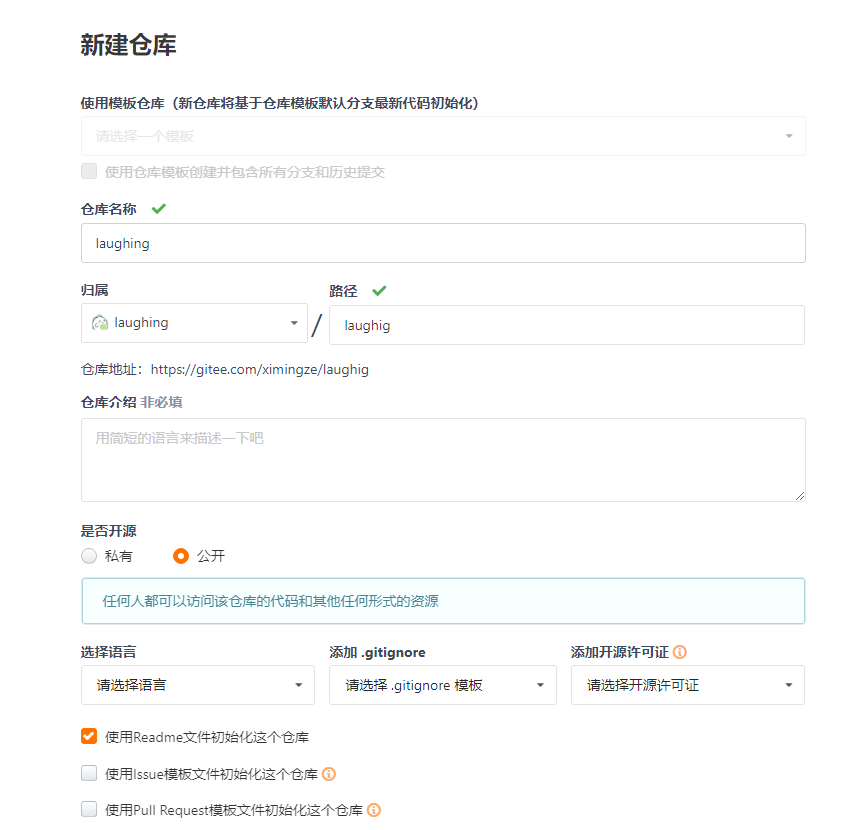 新建仓库
使用模板仓库（新仓库将基于仓库模板默认分支最新代码初始化）
请选择一个模板
使用仓库模板创建并包含所有分支和历史提交
仓库名称
laughing
归属 路径
laughing / laughig
仓库地址：https://gitee.com/ximingze/laughig
仓库介绍 非必填
用简短的语言来描述一下吧
是否开源
私有 公开
任何人都可以访问该仓库的代码和其他任何形式的资源
选择语言 添加 .gitignore 添加开源许可证
请选择语言 请选择 .gitignore 模板 请选择开源许可证
使用Readme文件初始化这个仓库
使用Issue模板文件初始化这个仓库
使用Pull Request模板文件初始化这个仓库